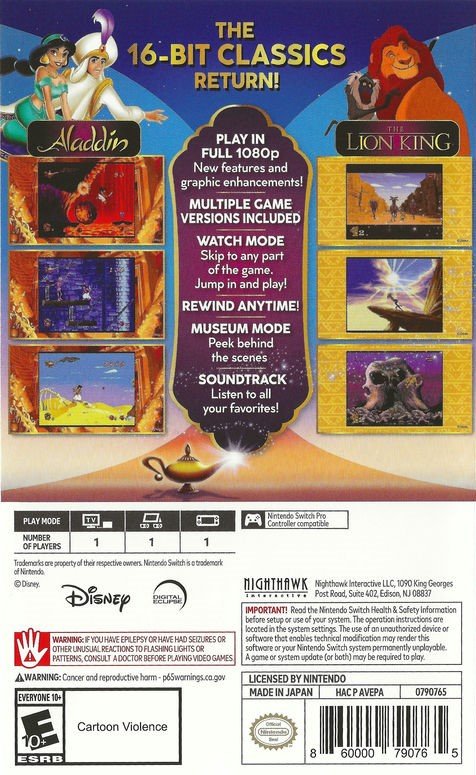 THE
16-BIT CLASSICS
RETURN!
Aladdin
THE
LION KING
PLAY IN
FULL 1080p
New features and
graphic enhancements!
MULTIPLE GAME
VERSIONS INCLUDED
WATCH MODE
Skip to any part
of the game.
Jump in and play!
REWIND ANYTIME!
MUSEUM MODE
Peek behind
the scenes
SOUNDTRACK
Listen to all
your favorites!
PLAY MODE
TV
NUMBER
OF PLAYERS
1
1
1
Nintendo Switch Pro
Controller compatible
Trademarks are property of their respective owners. Nintendo Switch is a trademark
of Nintendo.
© Disney.
Disney
DIGITAL
ECLIPSE
NIGHTHAWK
interactive
Nighthawk Interactive LLC, 1090 King Georges
Post Road, Suite 402, Edison, NJ 08837
IMPORTANT! Read the Nintendo Switch Health & Safety Information
before setup or use of your system. The operation instructions are
located in the system settings. The use of an unauthorized device or
software that enables technical modification may render this
software or your Nintendo Switch system permanently unplayable.
A game or system update (or both) may be required to play.
WARNING: IF YOU HAVE EPILEPSY OR HAVE HAD SEIZURES OR
OTHER UNUSUAL REACTIONS TO FLASHING LIGHTS OR
PATTERNS, CONSULT A DOCTOR BEFORE PLAYING VIDEO GAMES.
WARNING: Cancer and reproductive harm - p65warnings.ca.gov
LICENSED BY NINTENDO
MADE IN JAPAN
HAC P AVEPA
0790765
EVERYONE 10+
E
10+
ESRB
Cartoon Violence
Official
Nintendo
Seal
8 60000 79076 5